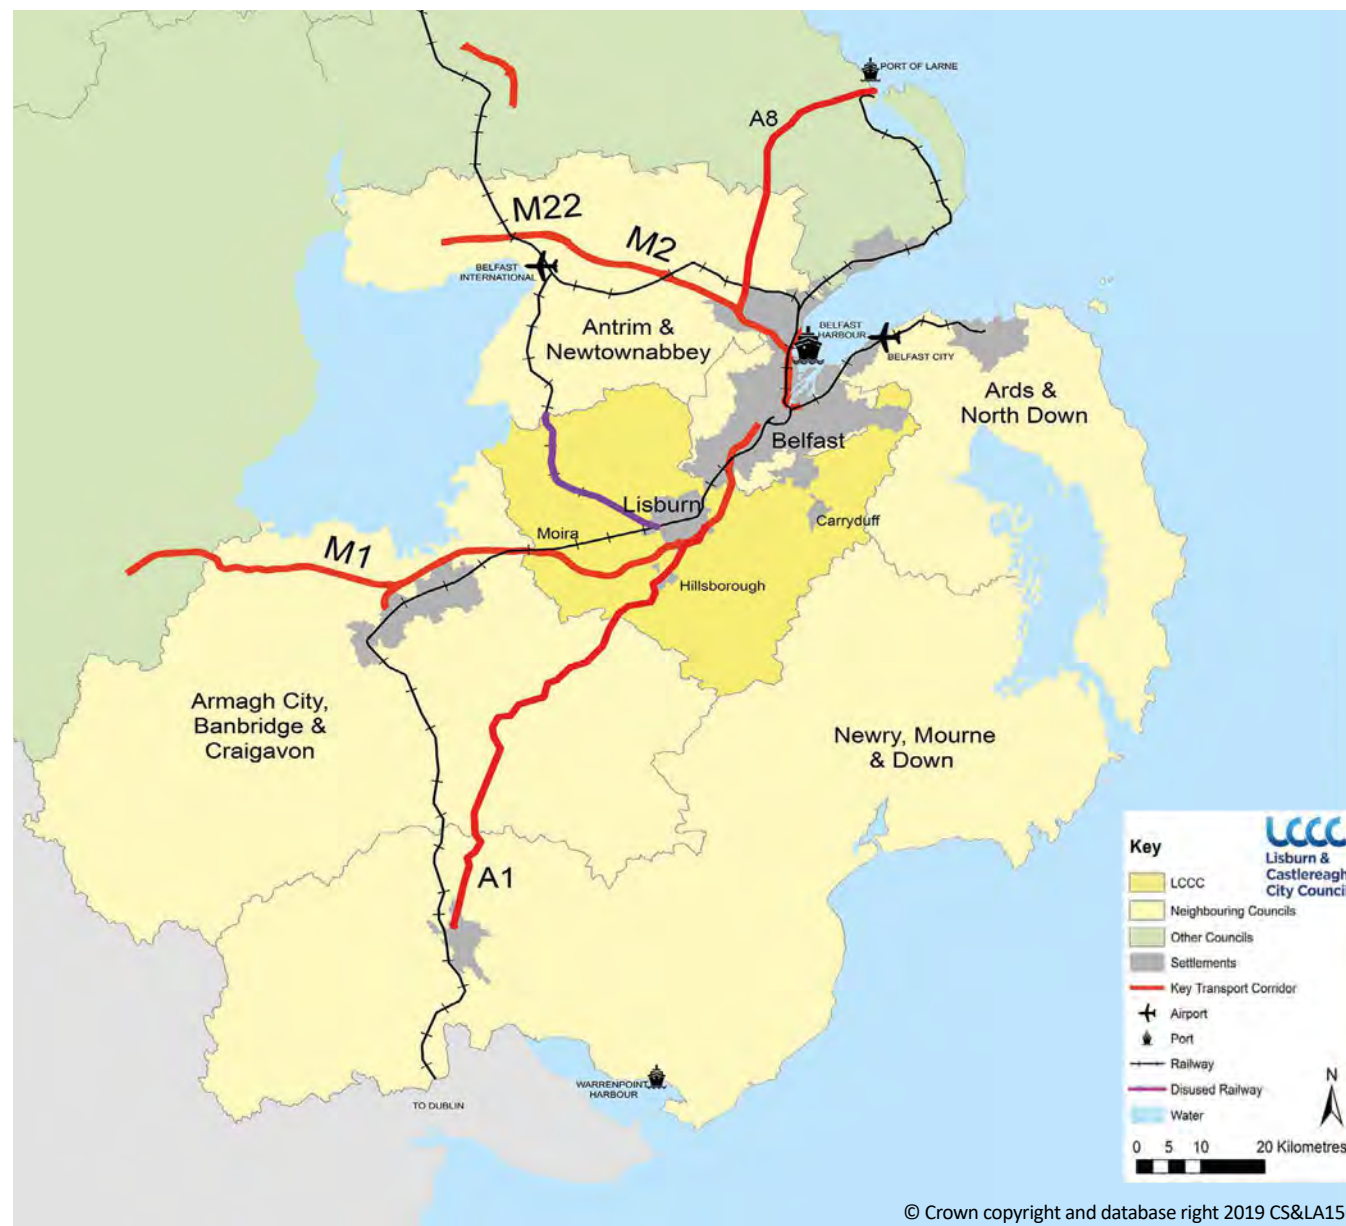 PORT OF LARNE
A8
M22
M2
BELFAST
INTERNATIONAL
BELFAST
HARBOUR
BELFAST CITY
Antrim &
Newtownabbey
Ards &
North Down
Belfast
Lisburn
Carryduff
Moira
M1
Hillsborough
Armagh City,
Banbridge &
Craigavon
Newry, Mourne
& Down
A1
WARRENPOINT
HARBOUR
TO DUBLIN
Key
LCCC
Lisburn &
Castlereagh
City Council
LCCC
Neighbouring Councils
Other Councils
Settlements
Key Transport Corridor
Airport
Port
Railway
Disused Railway
Water
N
0 5 10 20 Kilometres
© Crown copyright and database right 2019 CS&LA15